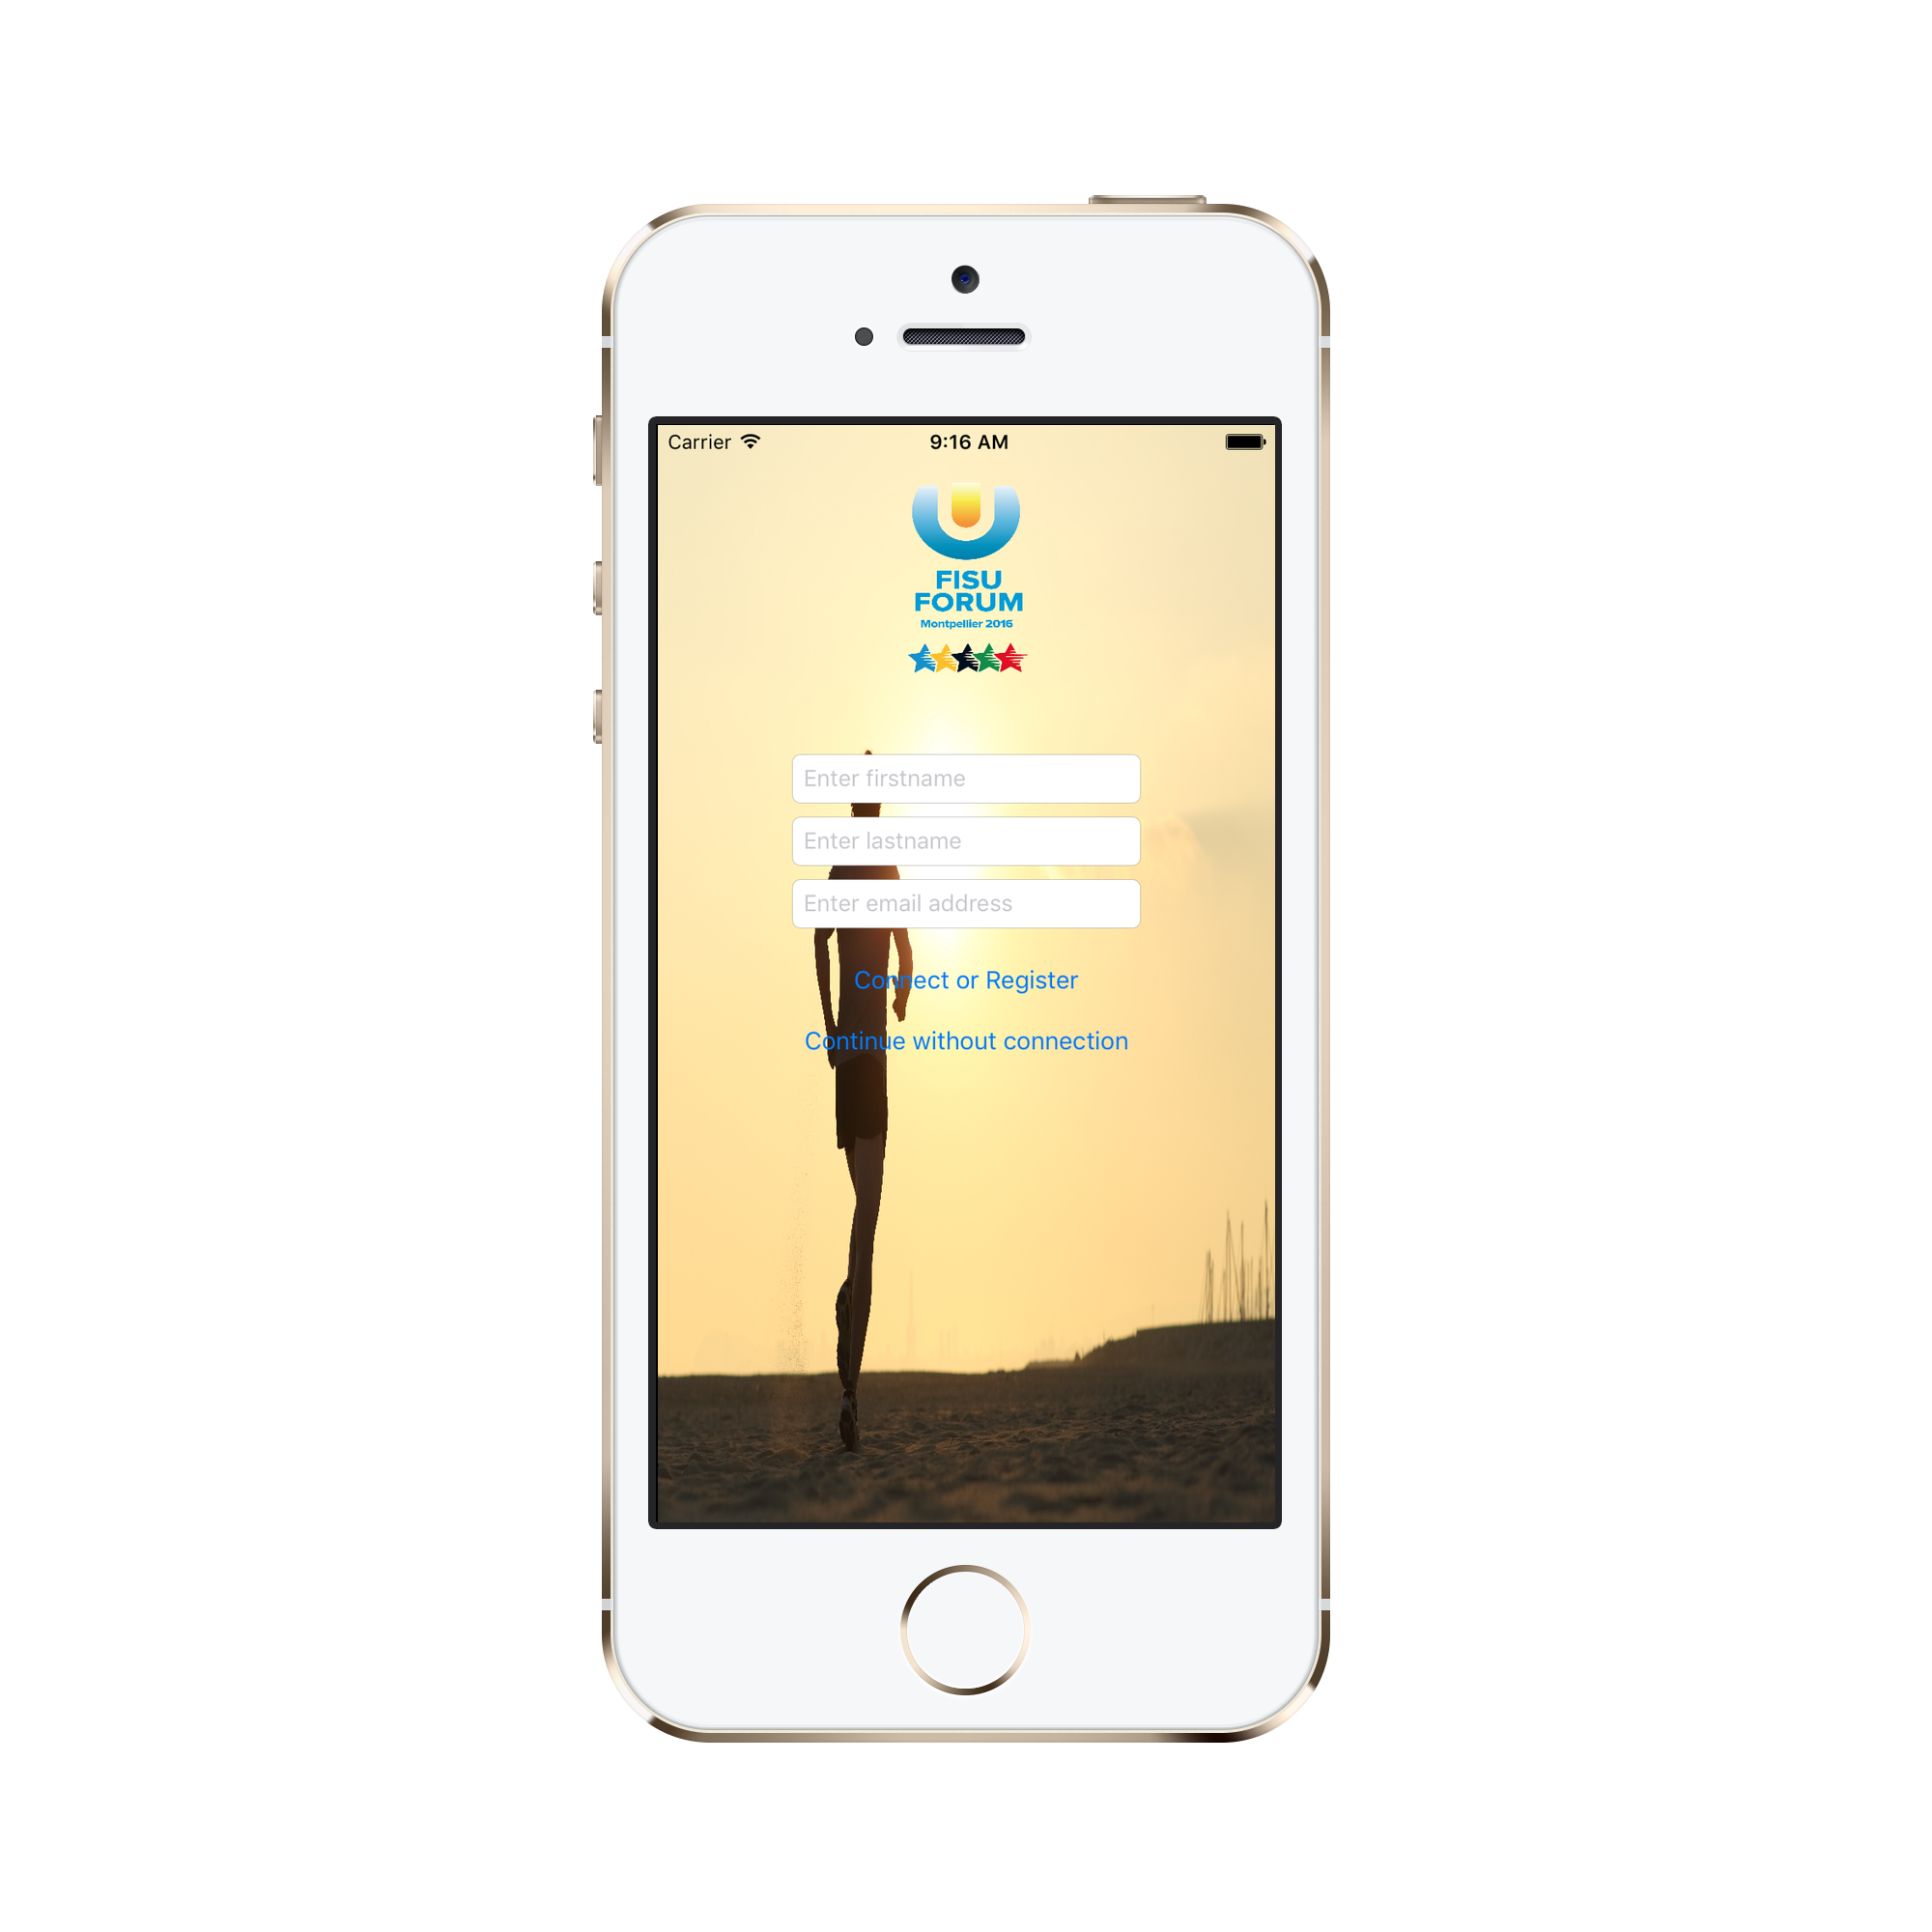 Carrier 9:16 AM
FISU
FORUM
Montpellier 2016
Enter firstname
Enter lastname
Enter email address
Connect or Register
Continue without connection